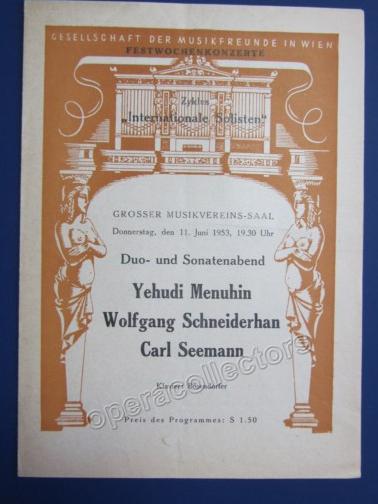 GESELLSCHAFT DER MUSIKFREUNDE IN WIEN
FESTWOCHENKONZERTE
Zyklus
„Internationale Solisten"
GROSSER MUSIKVEREINS-SAAL
Donnerstag, den 11. Juni 1953, 19.30 Uhr
Duo- und Sonatenabend
Yehudi Menuhin
Wolfgang Schneiderhan
Carl Seemann
Klavier: Bösendorfer
Preis des Programmes: S 1.50
operacollectors